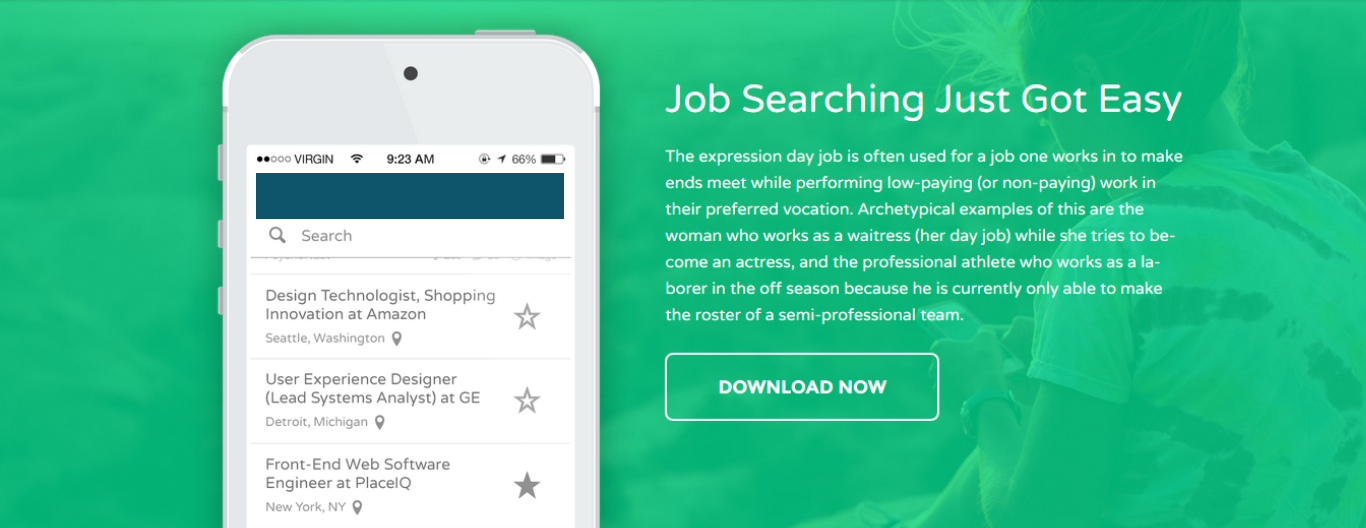 VIRGIN 9:23 AM 66%
Search
Design Technologist, Shopping
Innovation at Amazon
Seattle, Washington
User Experience Designer
(Lead Systems Analyst) at GE
Detroit, Michigan
Front-End Web Software
Engineer at PlaceIQ
New York, NY
Job Searching Just Got Easy
The expression day job is often used for a job one works in to make
ends meet while performing low-paying (or non-paying) work in
their preferred vocation. Archetypical examples of this are the
woman who works as a waitress (her day job) while she tries to be-
come an actress, and the professional athlete who works as a la-
borer in the off season because he is currently only able to make
the roster of a semi-professional team.
DOWNLOAD NOW